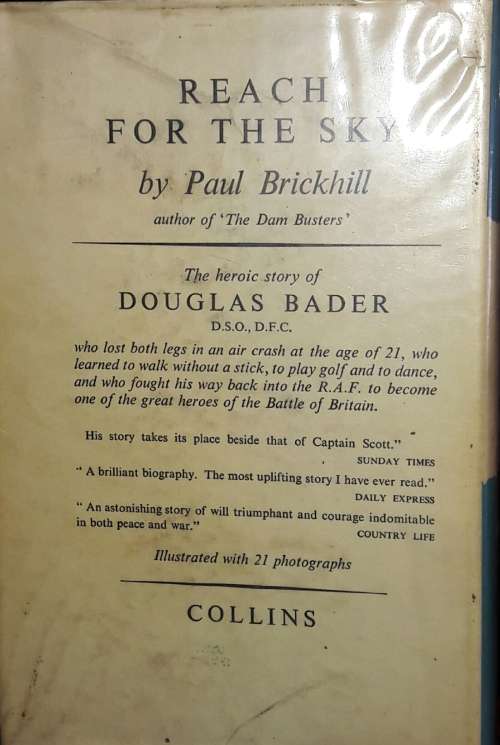 REACH
FOR THE SKY
by Paul Brickhill
author of 'The Dam Busters'
The heroic story of
DOUGLAS BADER
D.S.O., D.F.C.
who lost both legs in an air crash at the age of 21, who
learned to walk without a stick, to play golf and to dance,
and who fought his way back into the R.A.F. to become
one of the great heroes of the Battle of Britain.
His story takes its place beside that of Captain Scott."
SUNDAY TIMES
" A brilliant biography. The most uplifting story I have ever read."
DAILY EXPRESS
" An astonishing story of will triumphant and courage indomitable
in both peace and war."
COUNTRY LIFE
Illustrated with 21 photographs
COLLINS